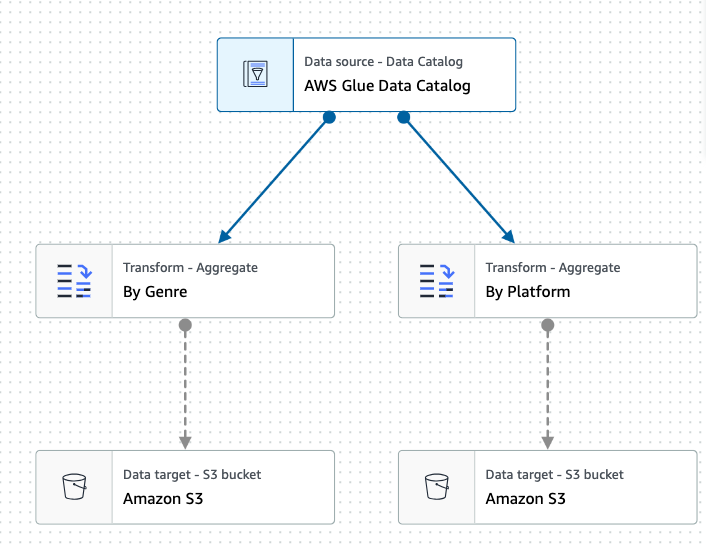 Data source - Data Catalog
AWS Glue Data Catalog
Transform - Aggregate
By Genre
Transform - Aggregate
By Platform
Data target - S3 bucket
Amazon S3
Data target - S3 bucket
Amazon S3